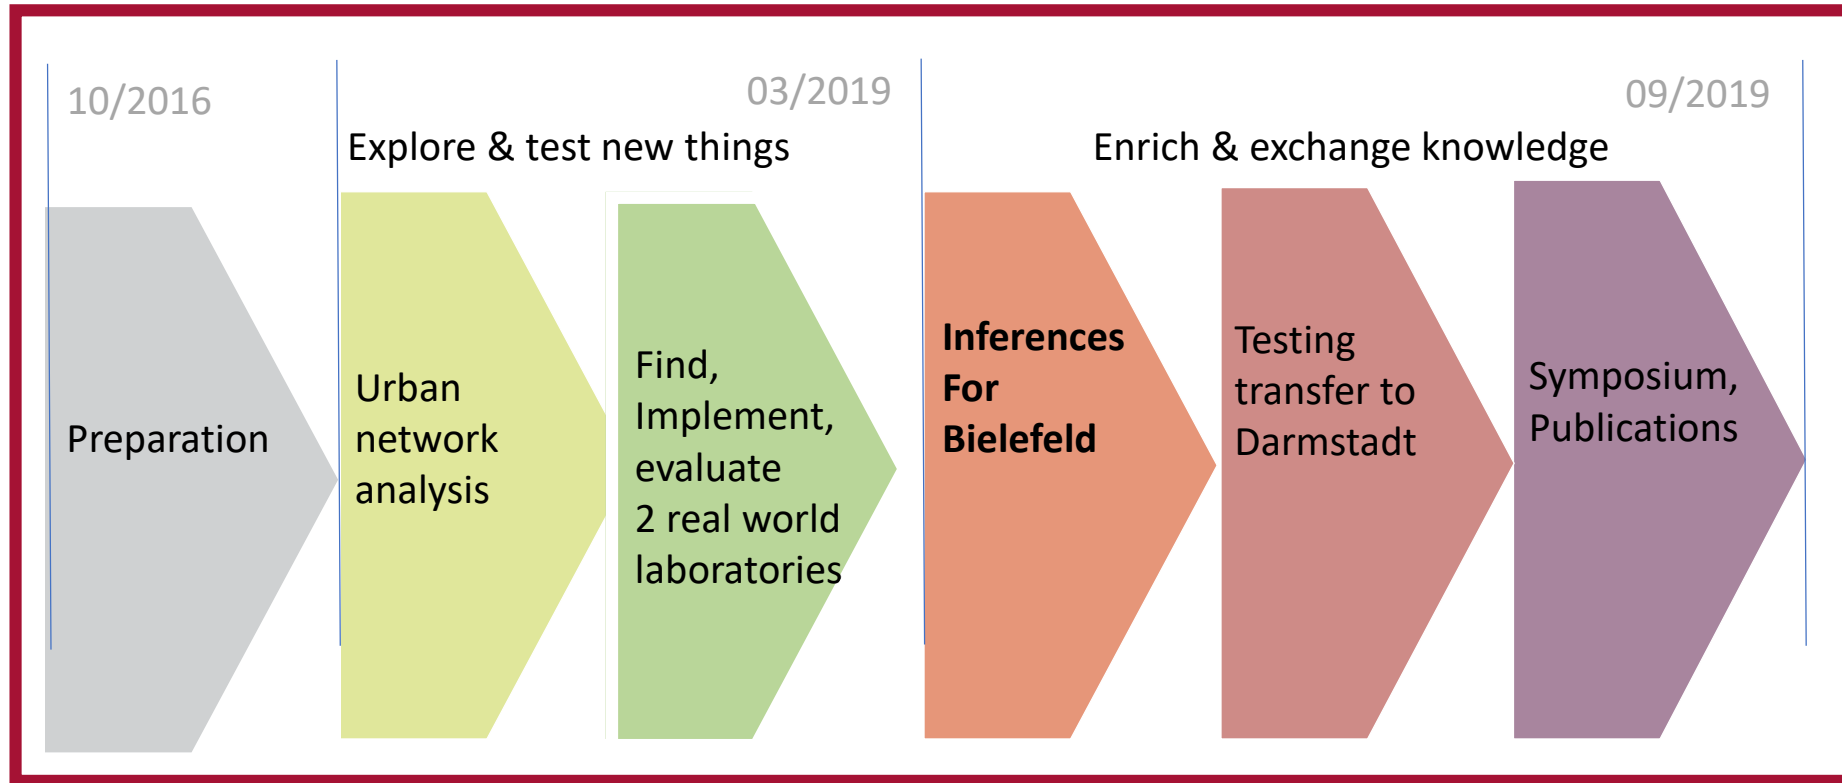 10/2016
03/2019
09/2019
Explore & test new things
Enrich & exchange knowledge
Preparation
Urban
network
analysis
Find,
Implement,
evaluate
2 real world
laboratories
Inferences
For
Bielefeld
Testing
transfer to
Darmstadt
Symposium,
Publications